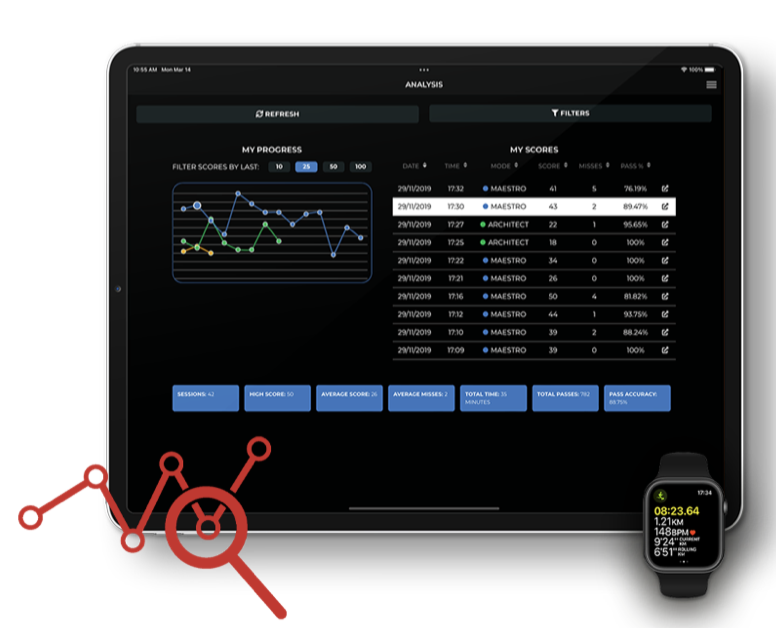 10:55 AM Mon Mar 14
100%
ANALYSIS
REFRESH
FILTERS
MY PROGRESS
FILTER SCORES BY LAST: 10 25 50 100
MY SCORES
DATE TIME MODE SCORE MISSES PASS %
29/11/2019 17:32 MAESTRO 41 5 76.19%
29/11/2019 17:30 MAESTRO 43 2 89.47%
29/11/2019 17:27 ARCHITECT 22 1 95.65%
29/11/2019 17:25 ARCHITECT 18 0 100%
29/11/2019 17:22 MAESTRO 34 0 100%
29/11/2019 17:21 MAESTRO 26 0 100%
29/11/2019 17:16 MAESTRO 50 4 81.82%
29/11/2019 17:12 MAESTRO 44 1 93.75%
29/11/2019 17:10 MAESTRO 39 2 88.24%
29/11/2019 17:09 MAESTRO 39 0 100%
SESSIONS: 42
HIGH SCORE: 50
AVERAGE SCORE: 26
AVERAGE MISSES: 2
TOTAL TIME: 35
MINUTES
TOTAL PASSES: 782
PASS ACCURACY:
88.75%
17:34
08:23.64
1.21KM
148BPM
9'24" CURRENT KM
6'51" ROLLING KM